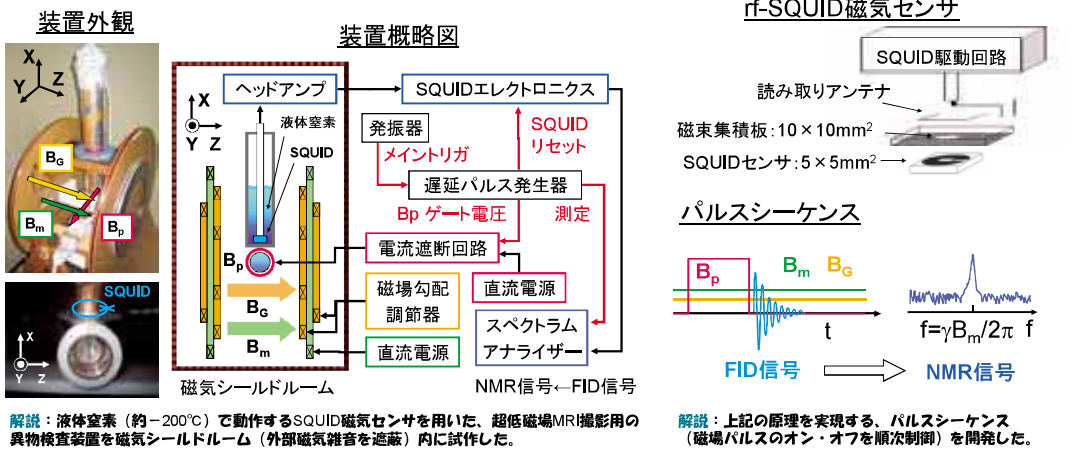 装置外観
X
Y
Z
BG
Bm
Bp
SQUID
X
Y
Z
装置概略図
ヘッドアンプ
SQUIDエレクトロニクス
X
Y
Z
液体窒素
SQUID
発振器
SQUID
リセット
メイントリガ
遅延パルス発生器
Bp ゲート電圧
測定
Bp
電流遮断回路
BG
磁場勾配
調節器
直流電源
Bm
スペクトラム
アナライザー
直流電源
磁気シールドルーム
NMR信号←FID信号
解説：液体窒素（約－200℃）で動作するSQUID磁気センサを用いた、超低磁場MRI撮影用の
異物検査装置を磁気シールドルーム（外部磁気雑音を遮蔽）内に試作した。
rf-SQUID磁気センサ
SQUID駆動回路
読み取りアンテナ
磁束集積板：10×10mm²
SQUIDセンサ：5×5mm²
パルスシーケンス
Bp
Bm
BG
t
f=γBm/2π
f
FID信号
NMR信号
解説：上記の原理を実現する、パルスシーケンス
（磁場パルスのオン・オフを順次制御）を開発した。